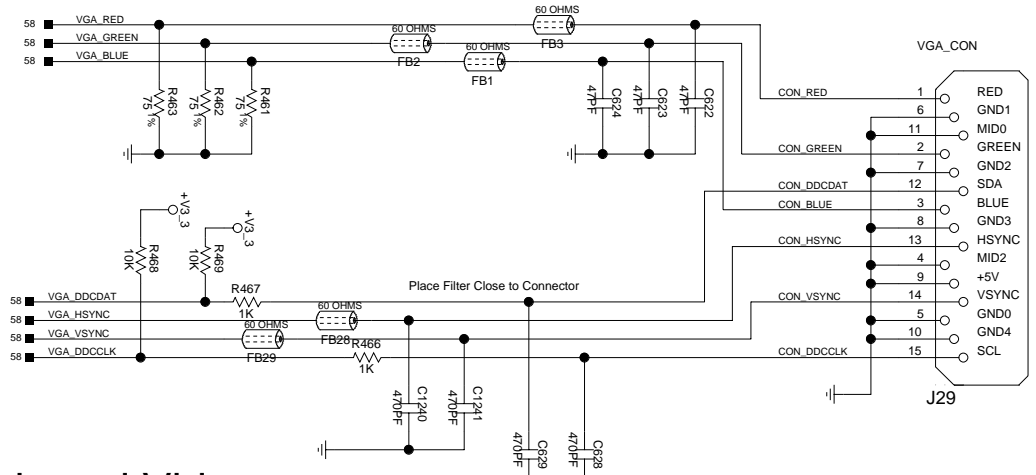 58 VGA_RED
58 VGA_GREEN
58 VGA_BLUE
60 OHMS
FB3
60 OHMS
FB2
60 OHMS
FB1
R463
75 1%
R462
75 1%
R461
75 1%
C624
47PF
C623
47PF
C622
47PF
VGA_CON
CON_RED 1 RED
6 GND1
11 MID0
CON_GREEN 2 GREEN
7 GND2
CON_DDCDAT 12 SDA
CON_BLUE 3 BLUE
8 GND3
CON_HSYNC 13 HSYNC
4 MID2
9 +5V
CON_VSYNC 14 VSYNC
5 GND0
10 GND4
CON_DDCCLK 15 SCL
J29
+V3_3
+V3_3
R468
10K
R469
10K
R467
1K
Place Filter Close to Connector
58 VGA_DDCDAT
58 VGA_HSYNC
58 VGA_VSYNC
58 VGA_DDCCLK
60 OHMS
FB28
60 OHMS
FB29
R466
1K
C1240
470PF
C1241
470PF
C629
470PF
C628
470PF